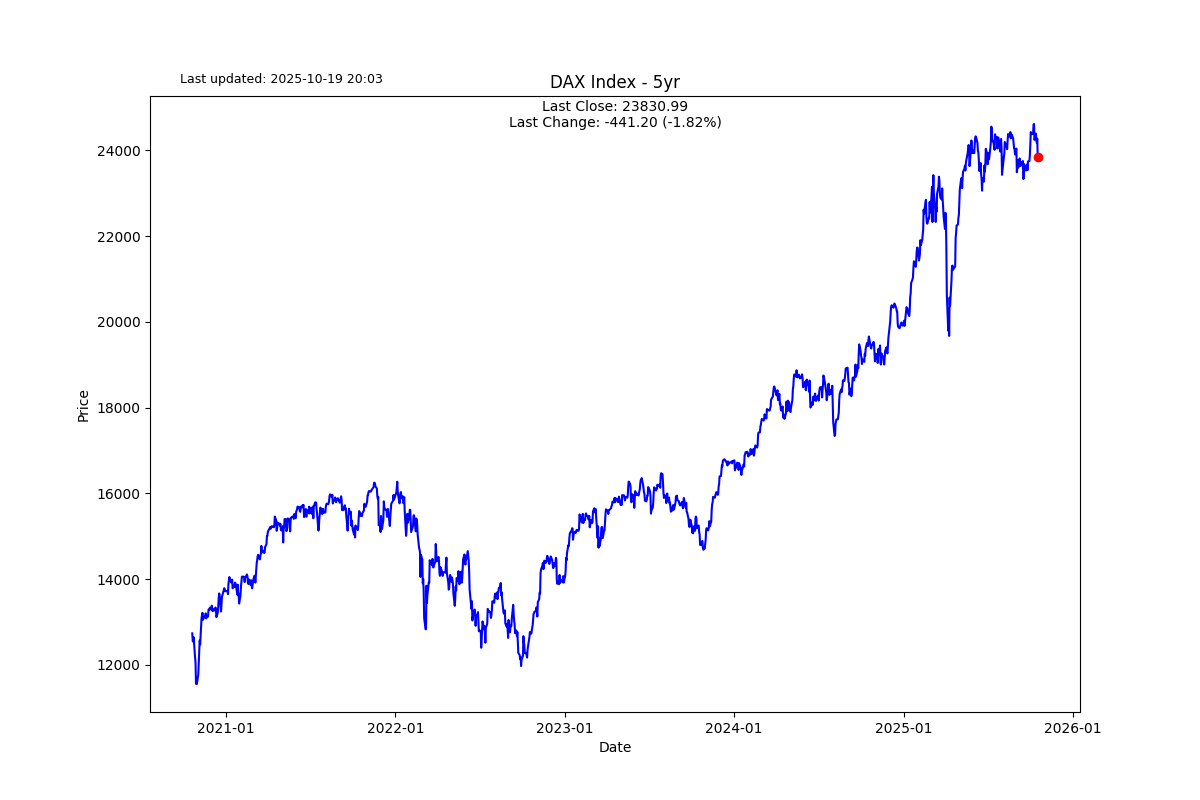 Last updated: 2025-10-19 20:03
DAX Index - 5yr
Last Close: 23830.99
Last Change: -441.20 (-1.82%)
Price
24000
22000
20000
18000
16000
14000
12000
2021-01
2022-01
2023-01
2024-01
2025-01
2026-01
Date